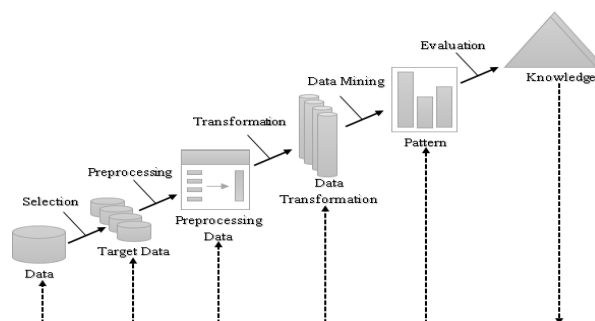 Evaluation
Knowledge
Data Mining
Pattern
Transformation
Data
Transformation
Preprocessing
Preprocessing
Data
Selection
Target Data
Data